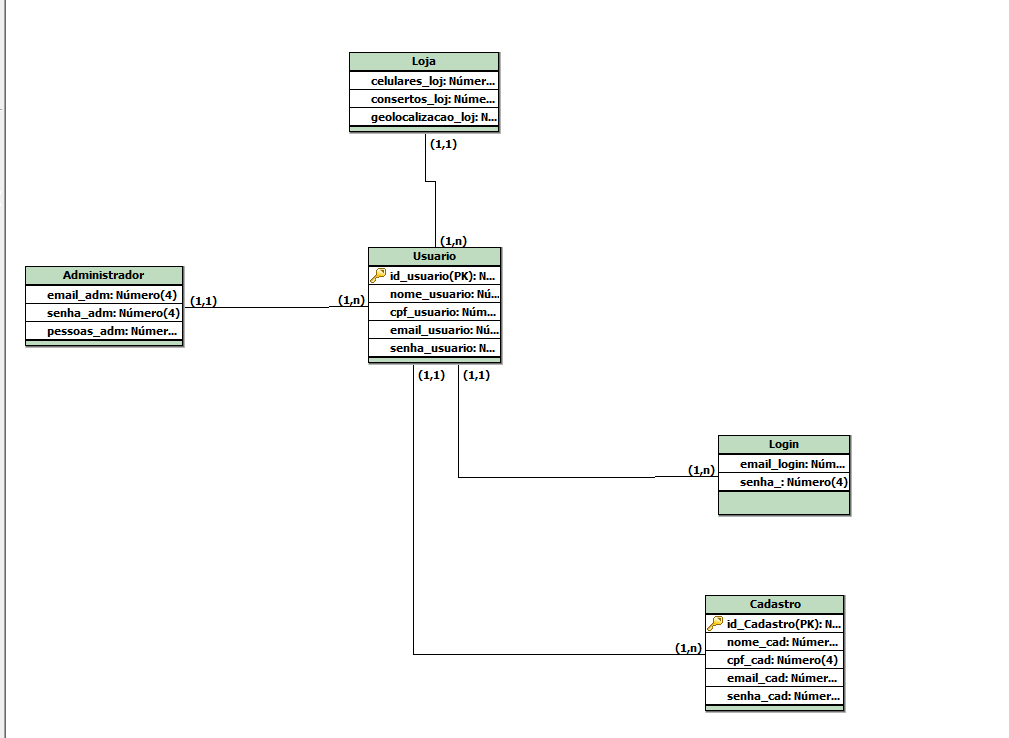 Loja
celulares_loj: Númer...
consertos_loj: Núme...
geolocalizacao_loj: N...
(1,1)
(1,n)
Usuario
id_usuario(PK): N...
nome_usuario: Nú...
cpf_usuario: Núm...
email_usuario: Nú...
senha_usuario: N...
Administrador
email_adm: Número(4)
senha_adm: Número(4)
pessoas_adm: Númer...
(1,1)
(1,n)
(1,1)
(1,1)
Login
email_login: Núm...
senha_: Número(4)
(1,n)
Cadastro
id_Cadastro(PK): N...
nome_cad: Númer...
cpf_cad: Número(4)
email_cad: Númer...
senha_cad: Númer...
(1,n)